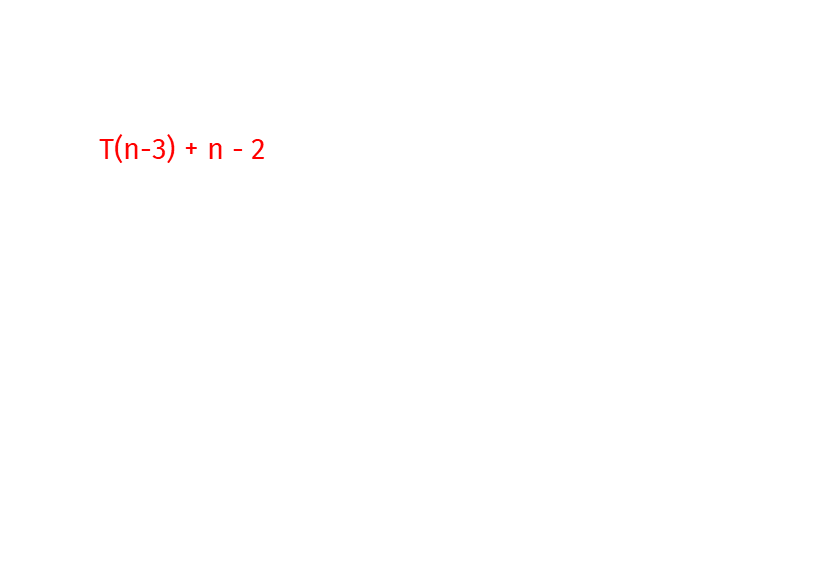 T(n-3) + n - 2